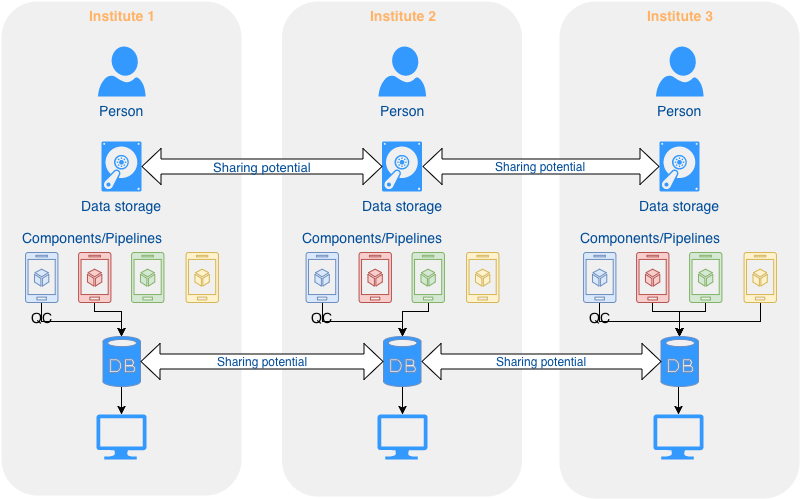 Institute 1
Institute 2
Institute 3
Person
Person
Person
Sharing potential
Sharing potential
Data storage
Data storage
Data storage
Components/Pipelines
Components/Pipelines
Components/Pipelines
QC
QC
QC
DB
Sharing potential
DB
Sharing potential
DB